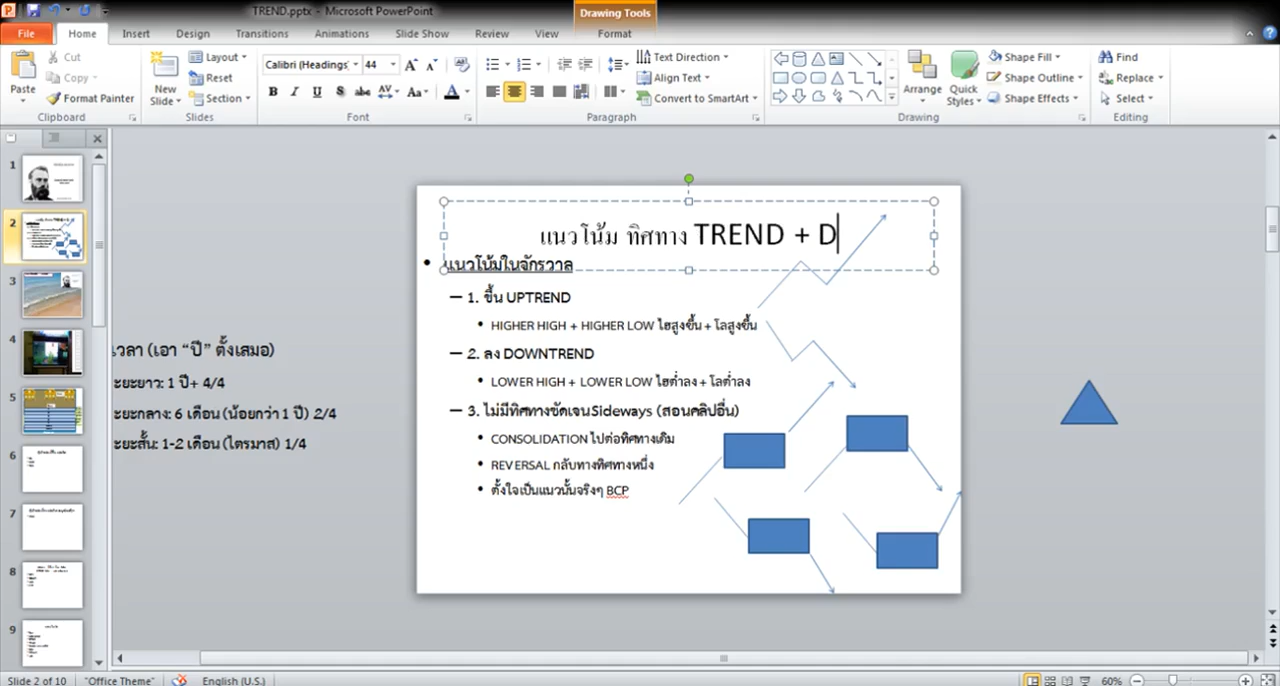 TREND.pptx - Microsoft PowerPoint
Drawing Tools
File Home Insert Design Transitions Animations Slide Show Review View Format
Paste
Cut
Copy
Format Painter
Clipboard
New Slide
Layout
Reset
Section
Slides
Calibri (Headings) 44
B I U S abc AV Aa A
Font
Text Direction
Align Text
Convert to SmartArt
Paragraph
Arrange
Quick Styles
Shape Fill
Shape Outline
Shape Effects
Drawing
Find
Replace
Select
Editing
1
2
3
4
5
6
7
8
9
วลา (เอา “ปี” ตั้งเสมอ)
ะยะยาว: 1 ปี+ 4/4
ะยะกลาง: 6 เดือน (น้อยกว่า 1 ปี) 2/4
ะยะสั้น: 1-2 เดือน (ไตรมาส) 1/4
แนวโน้ม ทิศทาง TREND + D
• แนวโน้มในจักรวาล
– 1. ขึ้น UPTREND
• HIGHER HIGH + HIGHER LOW ไฮสูงขึ้น + โลสูงขึ้น
– 2. ลง DOWNTREND
• LOWER HIGH + LOWER LOW ไฮต่ำลง + โลต่ำลง
– 3. ไม่มีทิศทางชัดเจน Sideways (สอนคลิปอื่น)
• CONSOLIDATION ไปต่อทิศทางเดิม
• REVERSAL กลับทางทิศทางหนึ่ง
• ตั้งใจเป็นแนวนั้นจริงๆ BCP
Slide 2 of 10 "Office Theme" English (U.S.) 60%